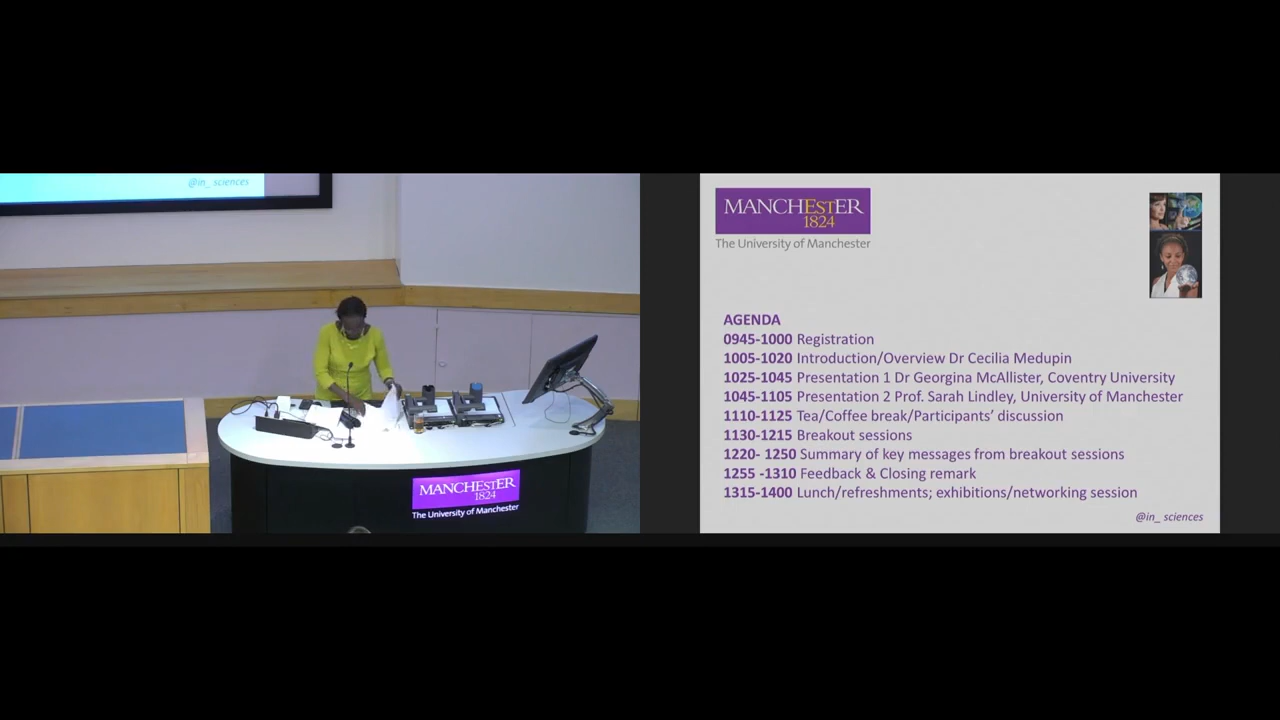 @in_ sciences
MANCHESTER
1824
The University of Manchester
MANCHESTER
1824
The University of Manchester
AGENDA
0945-1000 Registration
1005-1020 Introduction/Overview Dr Cecilia Medupin
1025-1045 Presentation 1 Dr Georgina McAllister, Coventry University
1045-1105 Presentation 2 Prof. Sarah Lindley, University of Manchester
1110-1125 Tea/Coffee break/Participants’ discussion
1130-1215 Breakout sessions
1220- 1250 Summary of key messages from breakout sessions
1255 -1310 Feedback & Closing remark
1315-1400 Lunch/refreshments; exhibitions/networking session
@in_ sciences